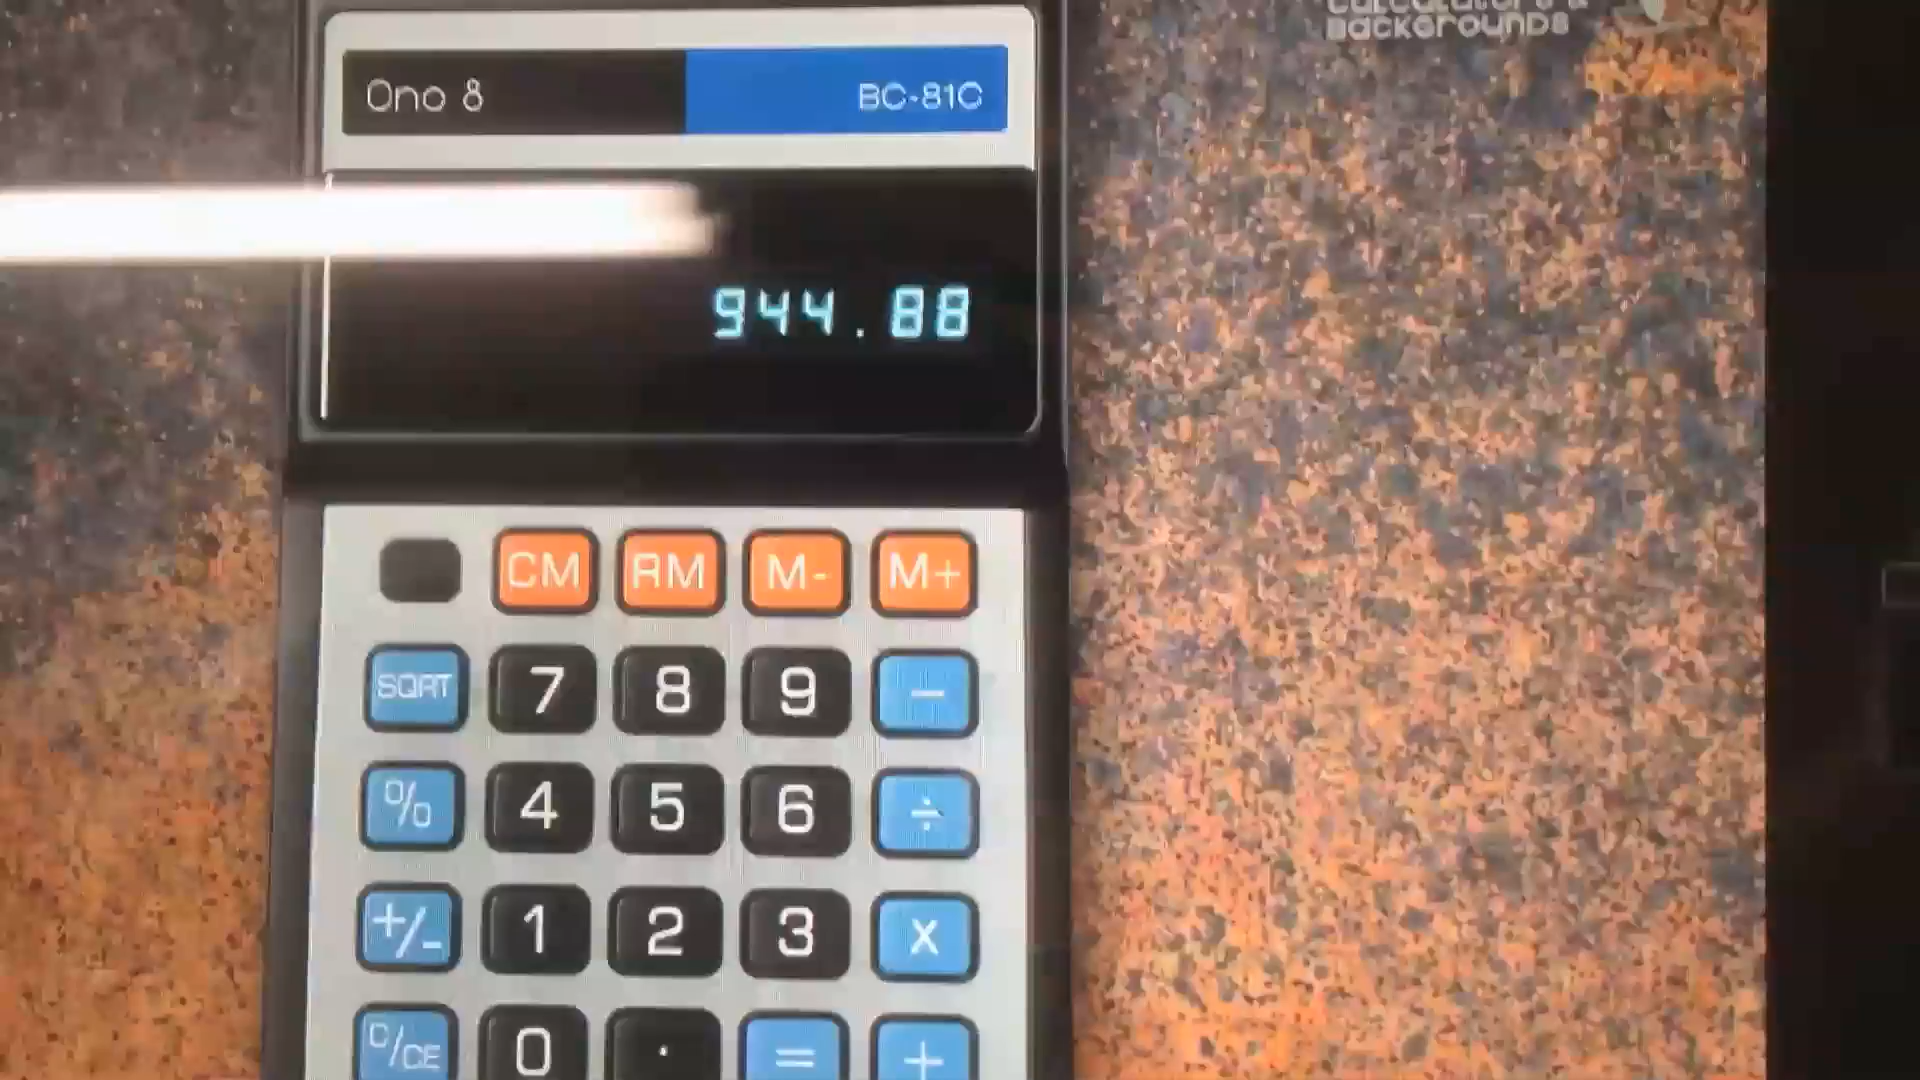 Calculators &
Backgrounds
Ono 8 BC-81C
944.88
CM RM M- M+
SQRT 7 8 9 −
% 4 5 6 ÷
+/- 1 2 3 x
C/CE 0 . = +